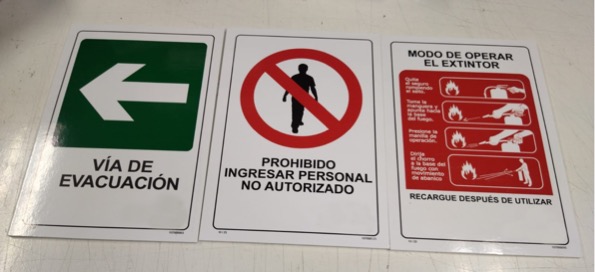 VÍA DE
EVACUACIÓN
PROHIBIDO
INGRESAR PERSONAL
NO AUTORIZADO
MODO DE OPERAR
EL EXTINTOR
Quite
el seguro
rompiendo
el sello.
Tome la
manguera y
apunte hacia
la base
del fuego.
Presione la
manilla de
operación.
Dirija
el chorro
a la base del
fuego con
movimiento
de abanico
RECARGUE DESPUÉS DE UTILIZAR